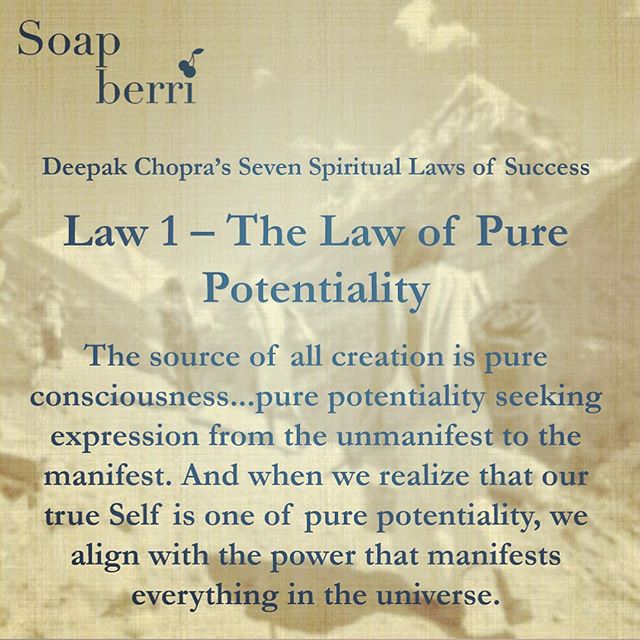 Soap
berri
Deepak Chopra's Seven Spiritual Laws of Success
Law 1 – The Law of Pure
Potentiality
The source of all creation is pure
consciousness...pure potentiality seeking
expression from the unmanifest to the
manifest. And when we realize that our
true Self is one of pure potentiality, we
align with the power that manifests
everything in the universe.